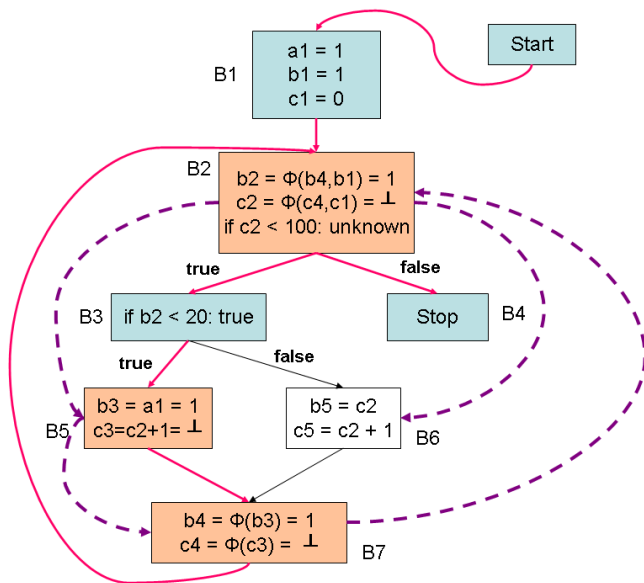 Start
B1
a1 = 1
b1 = 1
c1 = 0
B2
b2 = Φ(b4,b1) = 1
c2 = Φ(c4,c1) = ⊥
if c2 < 100: unknown
true
false
B3
if b2 < 20: true
Stop
B4
true
false
b3 = a1 = 1
c3=c2+1= ⊥
B5
b5 = c2
c5 = c2 + 1
B6
b4 = Φ(b3) = 1
c4 = Φ(c3) = ⊥
B7